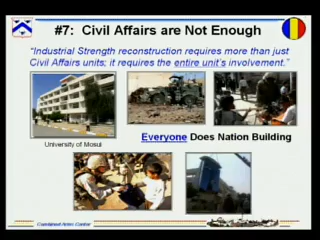 #7: Civil Affairs are Not Enough
“Industrial Strength reconstruction requires more than just
Civil Affairs units; it requires the entire unit’s involvement.”
University of Mosul
Everyone Does Nation Building
Combined Arms Center